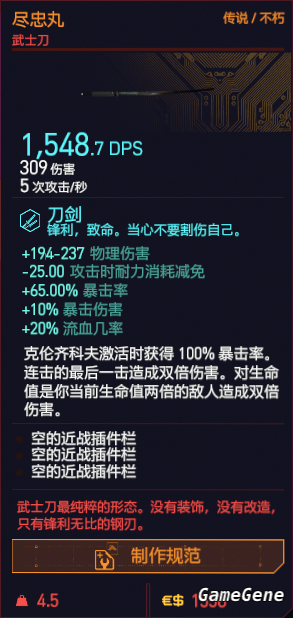 尽忠丸
传说 / 不朽
武士刀
1,548.7 DPS
309 伤害
5 次攻击/秒
刀剑
锋利，致命。当心不要割伤自己。
+194-237 物理伤害
-25.00 攻击时耐力消耗减免
+65.00% 暴击率
+10% 暴击伤害
+20% 流血几率
克伦齐科夫激活时获得 100% 暴击率。
连击的最后一击造成双倍伤害。对生命
值是你当前生命值两倍的敌人造成双倍
伤害。
空的近战插件栏
空的近战插件栏
空的近战插件栏
武士刀最纯粹的形态。没有装饰，没有改造，
只有锋利无比的钢刃。
制作规范
4.5
€$
GameGene